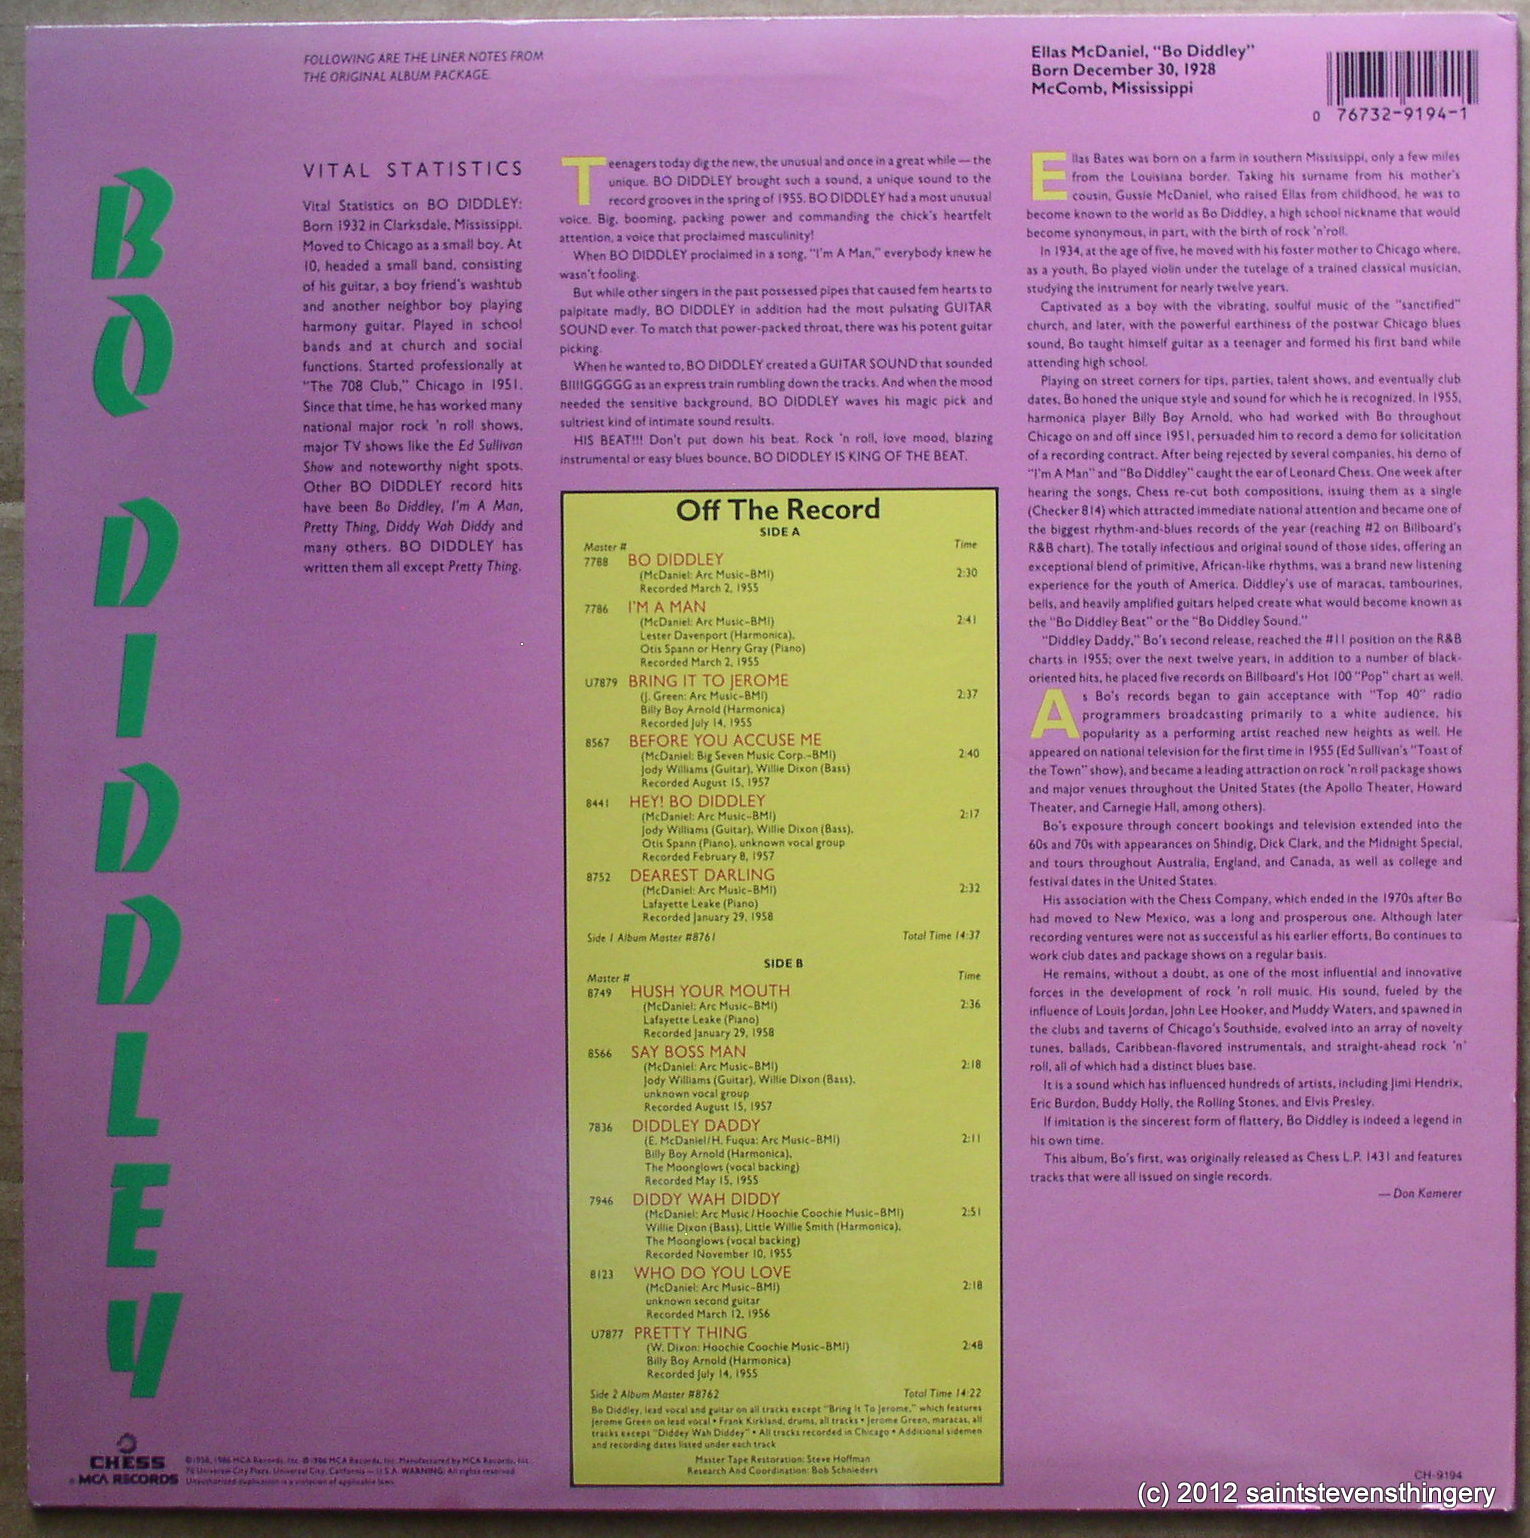 FOLLOWING ARE THE LINER NOTES FROM
THE ORIGINAL ALBUM PACKAGE.
BO DIDDLEY
VITAL STATISTICS
Vital Statistics on BO DIDDLEY:
Born 1932 in Clarksdale, Mississippi.
Moved to Chicago as a small boy. At
10, headed a small band, consisting
of his guitar, a boy friend's washtub
and another neighbor boy playing
harmony guitar. Played in school
bands and at church and social
functions. Started professionally at
"The 708 Club," Chicago in 1951.
Since that time, he has worked many
national major rock 'n roll shows,
major TV shows like the Ed Sullivan
Show and noteworthy night spots.
Other BO DIDDLEY record hits
have been Bo Diddley, I'm A Man,
Pretty Thing, Diddy Wah Diddy and
many others. BO DIDDLEY has
written them all except Pretty Thing.
Teenagers today dig the new, the unusual and once in a great while — the
unique. BO DIDDLEY brought such a sound, a unique sound to the
record grooves in the spring of 1955. BO DIDDLEY had a most unusual
voice. Big, booming, packing power and commanding the chick's heartfelt
attention, a voice that proclaimed masculinity!
When BO DIDDLEY proclaimed in a song, "I'm A Man," everybody knew he
wasn't fooling.
But while other singers in the past possessed pipes that caused fem hearts to
palpitate madly, BO DIDDLEY in addition had the most pulsating GUITAR
SOUND ever. To match that power-packed throat, there was his potent guitar
picking.
When he wanted to, BO DIDDLEY created a GUITAR SOUND that sounded
BIIIIGGGGG as an express train rumbling down the tracks. And when the mood
needed the sensitive background, BO DIDDLEY waves his magic pick and
sultriest kind of intimate sound results.
HIS BEAT!!! Don't put down his beat. Rock 'n roll, love mood, blazing
instrumental or easy blues bounce, BO DIDDLEY IS KING OF THE BEAT.
Off The Record
SIDE A
Master # Time
7788 BO DIDDLEY
(McDaniel: Arc Music–BMI) 2:30
Recorded March 2, 1955
7786 I'M A MAN
(McDaniel: Arc Music–BMI) 2:41
Lester Davenport (Harmonica),
Otis Spann or Henry Gray (Piano)
Recorded March 2, 1955
U7879 BRING IT TO JEROME
(J. Green: Arc Music–BMI) 2:37
Billy Boy Arnold (Harmonica)
Recorded July 14, 1955
8567 BEFORE YOU ACCUSE ME
(McDaniel: Big Seven Music Corp.–BMI) 2:40
Jody Williams (Guitar), Willie Dixon (Bass)
Recorded August 15, 1957
8441 HEY! BO DIDDLEY
(McDaniel: Arc Music–BMI) 2:17
Jody Williams (Guitar), Willie Dixon (Bass),
Otis Spann (Piano), unknown vocal group
Recorded February 8, 1957
8752 DEAREST DARLING
(McDaniel: Arc Music–BMI) 2:32
Lafayette Leake (Piano)
Recorded January 29, 1958
Side 1 Album Master #8761 Total Time 14:37
SIDE B
Master # Time
8749 HUSH YOUR MOUTH
(McDaniel: Arc Music–BMI) 2:36
Lafayette Leake (Piano)
Recorded January 29, 1958
8566 SAY BOSS MAN
(McDaniel: Arc Music–BMI) 2:18
Jody Williams (Guitar), Willie Dixon (Bass),
unknown vocal group
Recorded August 15, 1957
7836 DIDDLEY DADDY
(E. McDaniel/H. Fuqua: Arc Music–BMI) 2:11
Billy Boy Arnold (Harmonica),
The Moonglows (vocal backing)
Recorded May 15, 1955
7946 DIDDY WAH DIDDY
(McDaniel: Arc Music/Hoochie Coochie Music–BMI) 2:51
Willie Dixon (Bass), Little Willie Smith (Harmonica),
The Moonglows (vocal backing)
Recorded November 10, 1955
8123 WHO DO YOU LOVE
(McDaniel: Arc Music–BMI) 2:18
unknown second guitar
Recorded March 12, 1956
U7877 PRETTY THING
(W. Dixon: Hoochie Coochie Music–BMI) 2:48
Billy Boy Arnold (Harmonica)
Recorded July 14, 1955
Side 2 Album Master #8762 Total Time 14:22
Bo Diddley, lead vocal and guitar on all tracks except "Bring It To Jerome," which features
Jerome Green on lead vocal • Frank Kirkland, drums, all tracks • Jerome Green, maracas, all
tracks except "Diddey Wah Diddey" • All tracks recorded in Chicago • Additional sidemen
and recording dates listed under each track
Master Tape Restoration: Steve Hoffman
Research And Coordination: Bob Schnieders
Ellas McDaniel, "Bo Diddley"
Born December 30, 1928
McComb, Mississippi
0 76732-9194-1
Ellas Bates was born on a farm in southern Mississippi, only a few miles
from the Louisiana border. Taking his surname from his mother's
cousin, Gussie McDaniel, who raised Ellas from childhood, he was to
become known to the world as Bo Diddley, a high school nickname that would
become synonymous, in part, with the birth of rock 'n'roll.
In 1934, at the age of five, he moved with his foster mother to Chicago where,
as a youth, Bo played violin under the tutelage of a trained classical musician,
studying the instrument for nearly twelve years.
Captivated as a boy with the vibrating, soulful music of the "sanctified"
church, and later, with the powerful earthiness of the postwar Chicago blues
sound, Bo taught himself guitar as a teenager and formed his first band while
attending high school.
Playing on street corners for tips, parties, talent shows, and eventually club
dates, Bo honed the unique style and sound for which he is recognized. In 1955,
harmonica player Billy Boy Arnold, who had worked with Bo throughout
Chicago on and off since 1951, persuaded him to record a demo for solicitation
of a recording contract. After being rejected by several companies, his demo of
"I'm A Man" and "Bo Diddley" caught the ear of Leonard Chess. One week after
hearing the songs, Chess re-cut both compositions, issuing them as a single
(Checker 814) which attracted immediate national attention and became one of
the biggest rhythm-and-blues records of the year (reaching #2 on Billboard's
R&B chart). The totally infectious and original sound of those sides, offering an
exceptional blend of primitive, African-like rhythms, was a brand new listening
experience for the youth of America. Diddley's use of maracas, tambourines,
bells, and heavily amplified guitars helped create what would become known as
the "Bo Diddley Beat" or the "Bo Diddley Sound."
"Diddley Daddy," Bo's second release, reached the #11 position on the R&B
charts in 1955; over the next twelve years, in addition to a number of black-
oriented hits, he placed five records on Billboard's Hot 100 "Pop" chart as well.
As Bo's records began to gain acceptance with "Top 40" radio
programmers broadcasting primarily to a white audience, his
popularity as a performing artist reached new heights as well. He
appeared on national television for the first time in 1955 (Ed Sullivan's "Toast of
the Town" show), and became a leading attraction on rock 'n roll package shows
and major venues throughout the United States (the Apollo Theater, Howard
Theater, and Carnegie Hall, among others).
Bo's exposure through concert bookings and television extended into the
60s and 70s with appearances on Shindig, Dick Clark, and the Midnight Special,
and tours throughout Australia, England, and Canada, as well as college and
festival dates in the United States.
His association with the Chess Company, which ended in the 1970s after Bo
had moved to New Mexico, was a long and prosperous one. Although later
recording ventures were not as successful as his earlier efforts, Bo continues to
work club dates and package shows on a regular basis.
He remains, without a doubt, as one of the most influential and innovative
forces in the development of rock 'n roll music. His sound, fueled by the
influence of Louis Jordan, John Lee Hooker, and Muddy Waters, and spawned in
the clubs and taverns of Chicago's Southside, evolved into an array of novelty
tunes, ballads, Caribbean-flavored instrumentals, and straight-ahead rock 'n'
roll, all of which had a distinct blues base.
It is a sound which has influenced hundreds of artists, including Jimi Hendrix,
Eric Burdon, Buddy Holly, the Rolling Stones, and Elvis Presley.
If imitation is the sincerest form of flattery, Bo Diddley is indeed a legend in
his own time.
This album, Bo's first, was originally released as Chess L.P. 1431 and features
tracks that were all issued on single records.
— Don Kamerer
CHESS
MCA RECORDS
©1958, 1986 MCA Records, Inc. ℗1986 MCA Records, Inc. Manufactured by MCA Records, Inc.
70 Universal City Plaza, Universal City, California — U.S.A. WARNING: All rights reserved.
Unauthorized duplication is a violation of applicable laws.
CH-9194
(c) 2012 saintstevensthingery